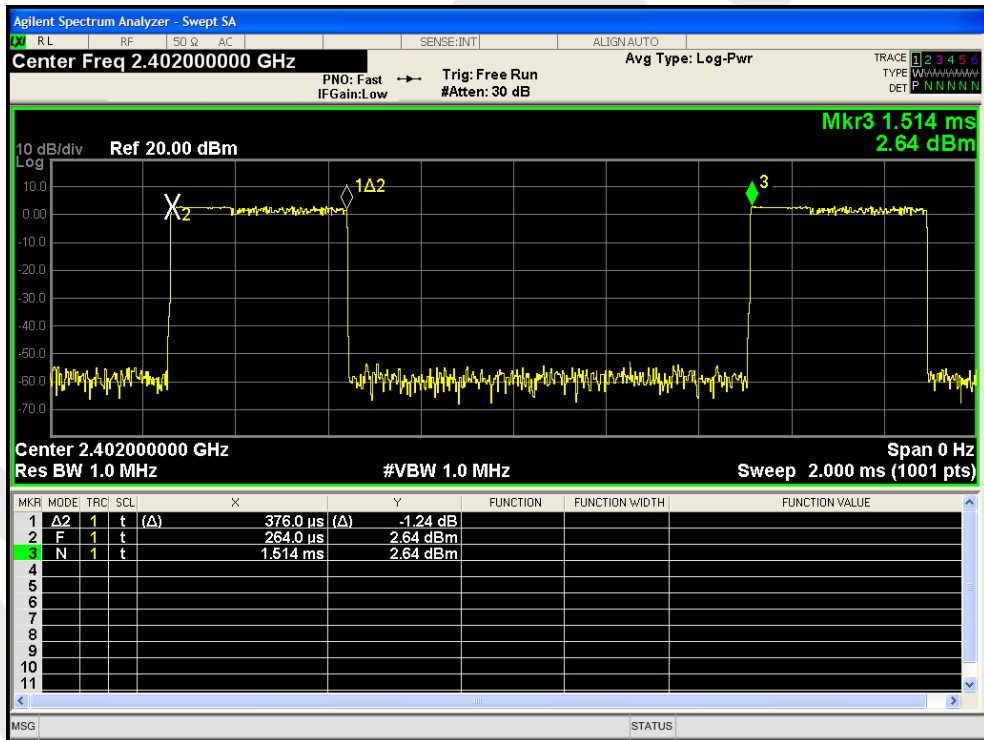 Agilent Spectrum Analyzer - Swept SA
LXI RL RF 50 Ω AC SENSE:INT ALIGNAUTO
Center Freq 2.402000000 GHz
PNO: Fast
IFGain:Low
Trig: Free Run
#Atten: 30 dB
Avg Type: Log-Pwr
TRACE 1 2 3 4 5 6
TYPE WWWWWW
DET P N N N N N
Mkr3 1.514 ms
2.64 dBm
10 dB/div Ref 20.00 dBm
Log
10.0
0.00
-10.0
-20.0
-30.0
-40.0
-50.0
-60.0
-70.0
X2
1Δ2
3
Center 2.402000000 GHz Span 0 Hz
Res BW 1.0 MHz #VBW 1.0 MHz Sweep 2.000 ms (1001 pts)
MKR MODE TRC SCL X Y FUNCTION FUNCTION WIDTH FUNCTION VALUE
1 Δ2 1 t (Δ) 376.0 µs (Δ) -1.24 dB
2 F 1 t 264.0 µs 2.64 dBm
3 N 1 t 1.514 ms 2.64 dBm
4
5
6
7
8
9
10
11
MSG STATUS